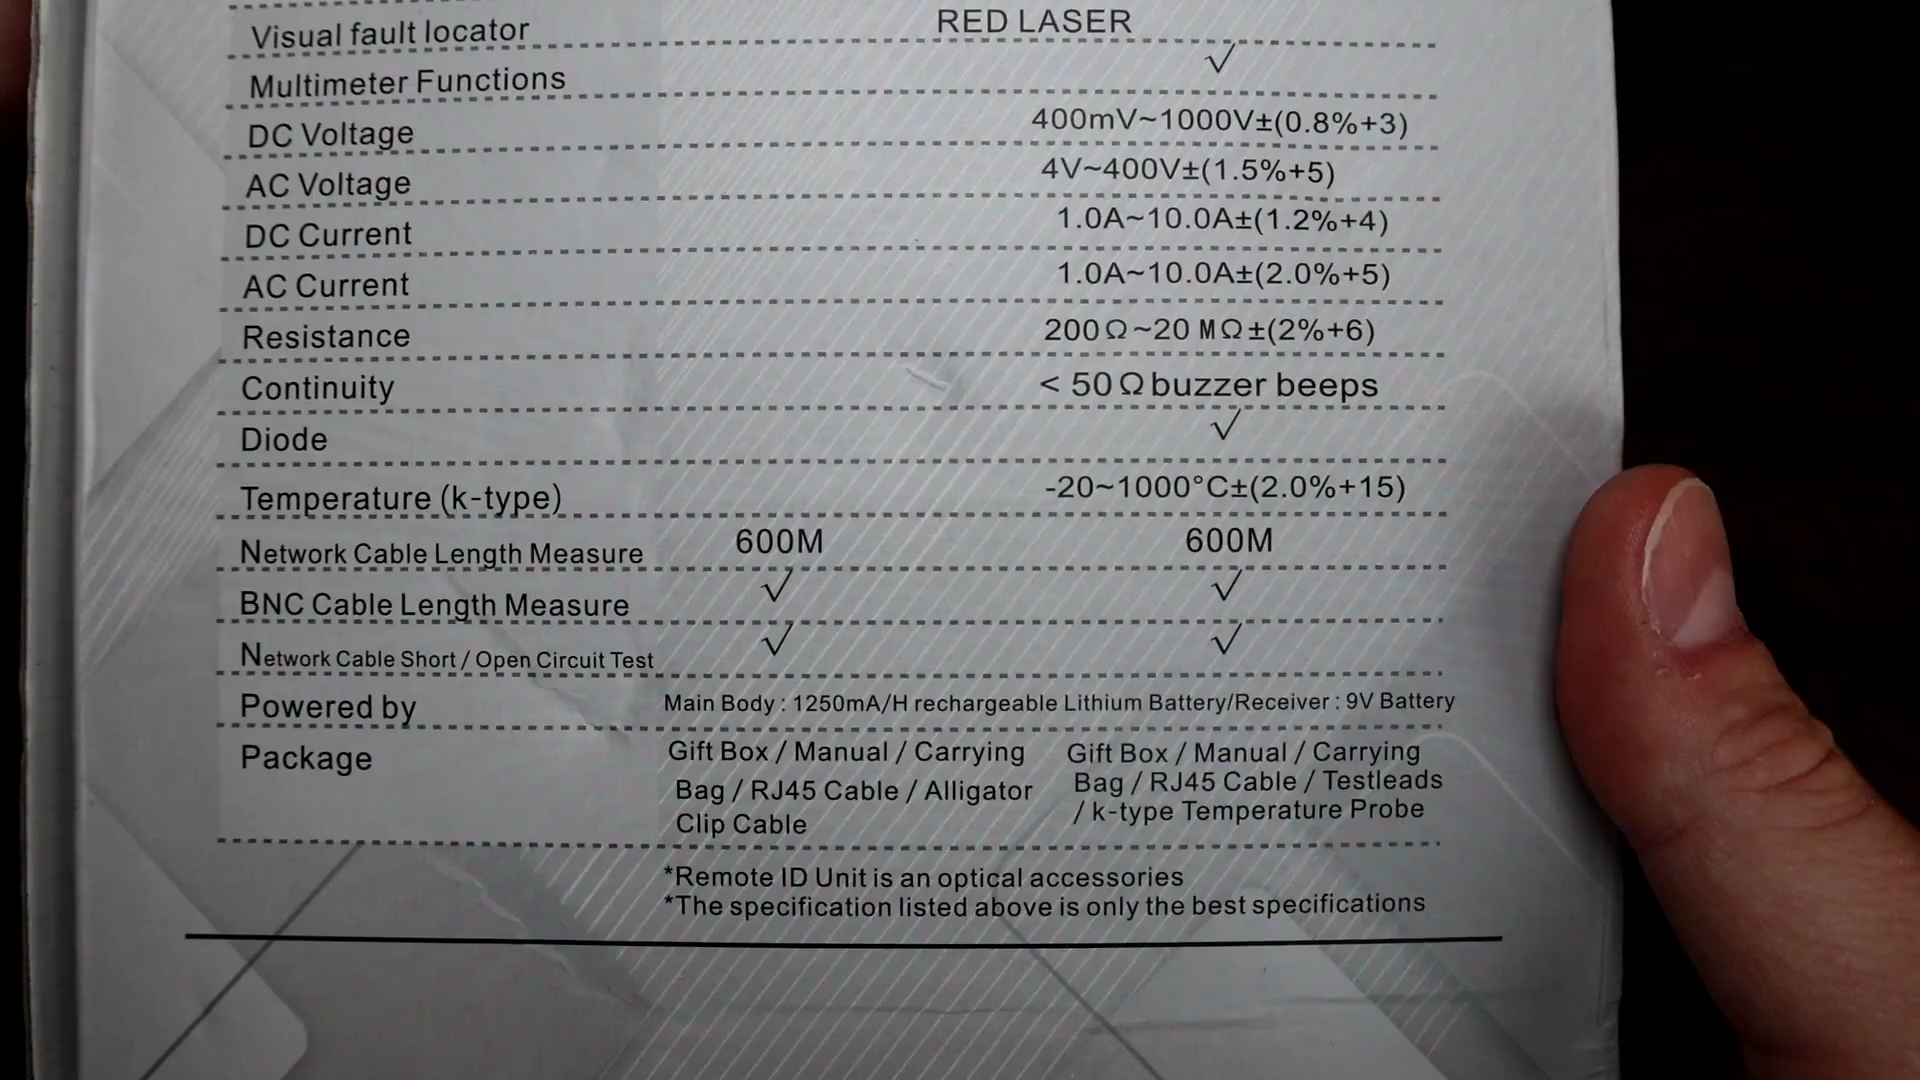 Visual fault locator RED LASER
Multimeter Functions √
DC Voltage 400mV~1000V±(0.8%+3)
AC Voltage 4V~400V±(1.5%+5)
DC Current 1.0A~10.0A±(1.2%+4)
AC Current 1.0A~10.0A±(2.0%+5)
Resistance 200Ω~20 MΩ±(2%+6)
Continuity < 50Ω buzzer beeps
Diode √
Temperature (k-type) -20~1000°C±(2.0%+15)
Network Cable Length Measure 600M 600M
BNC Cable Length Measure √ √
Network Cable Short / Open Circuit Test √ √
Powered by Main Body : 1250mA/H rechargeable Lithium Battery/Receiver : 9V Battery
Package
Gift Box / Manual / Carrying
Bag / RJ45 Cable / Alligator
Clip Cable
Gift Box / Manual / Carrying
Bag / RJ45 Cable / Testleads
/ k-type Temperature Probe
*Remote ID Unit is an optical accessories
*The specification listed above is only the best specifications